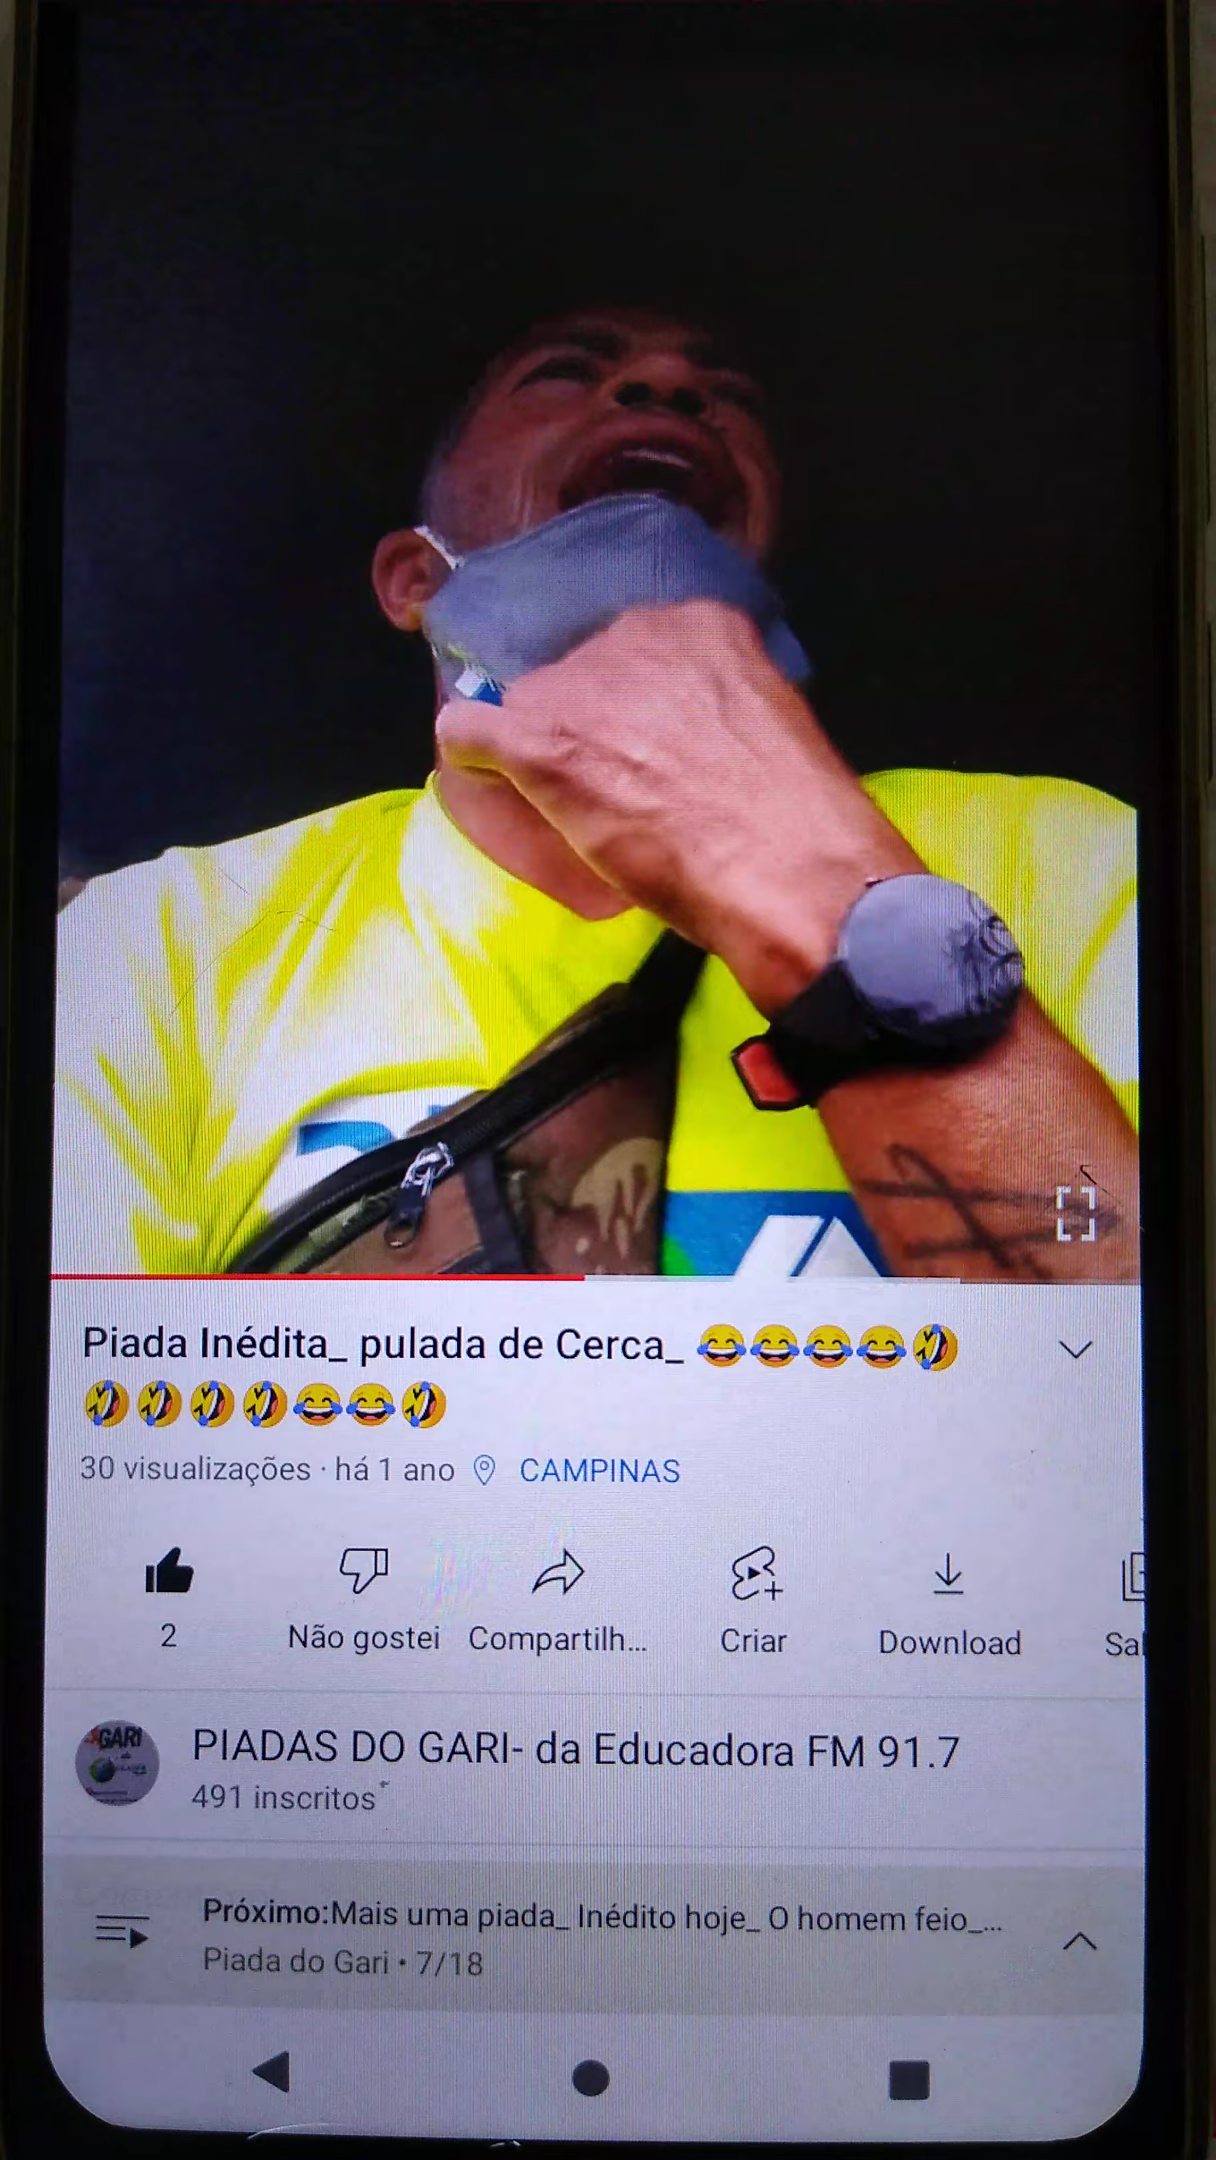 Piada Inédita_ pulada de Cerca_ 😂😂😂😂🤣
🤣🤣🤣🤣😂😂🤣
30 visualizações · há 1 ano CAMPINAS
2 Não gostei Compartilh... Criar Download Sal
GARI
PIADAS DO GARI- da Educadora FM 91.7
491 inscritos
Próximo:Mais uma piada_ Inédito hoje_ O homem feio_...
Piada do Gari • 7/18